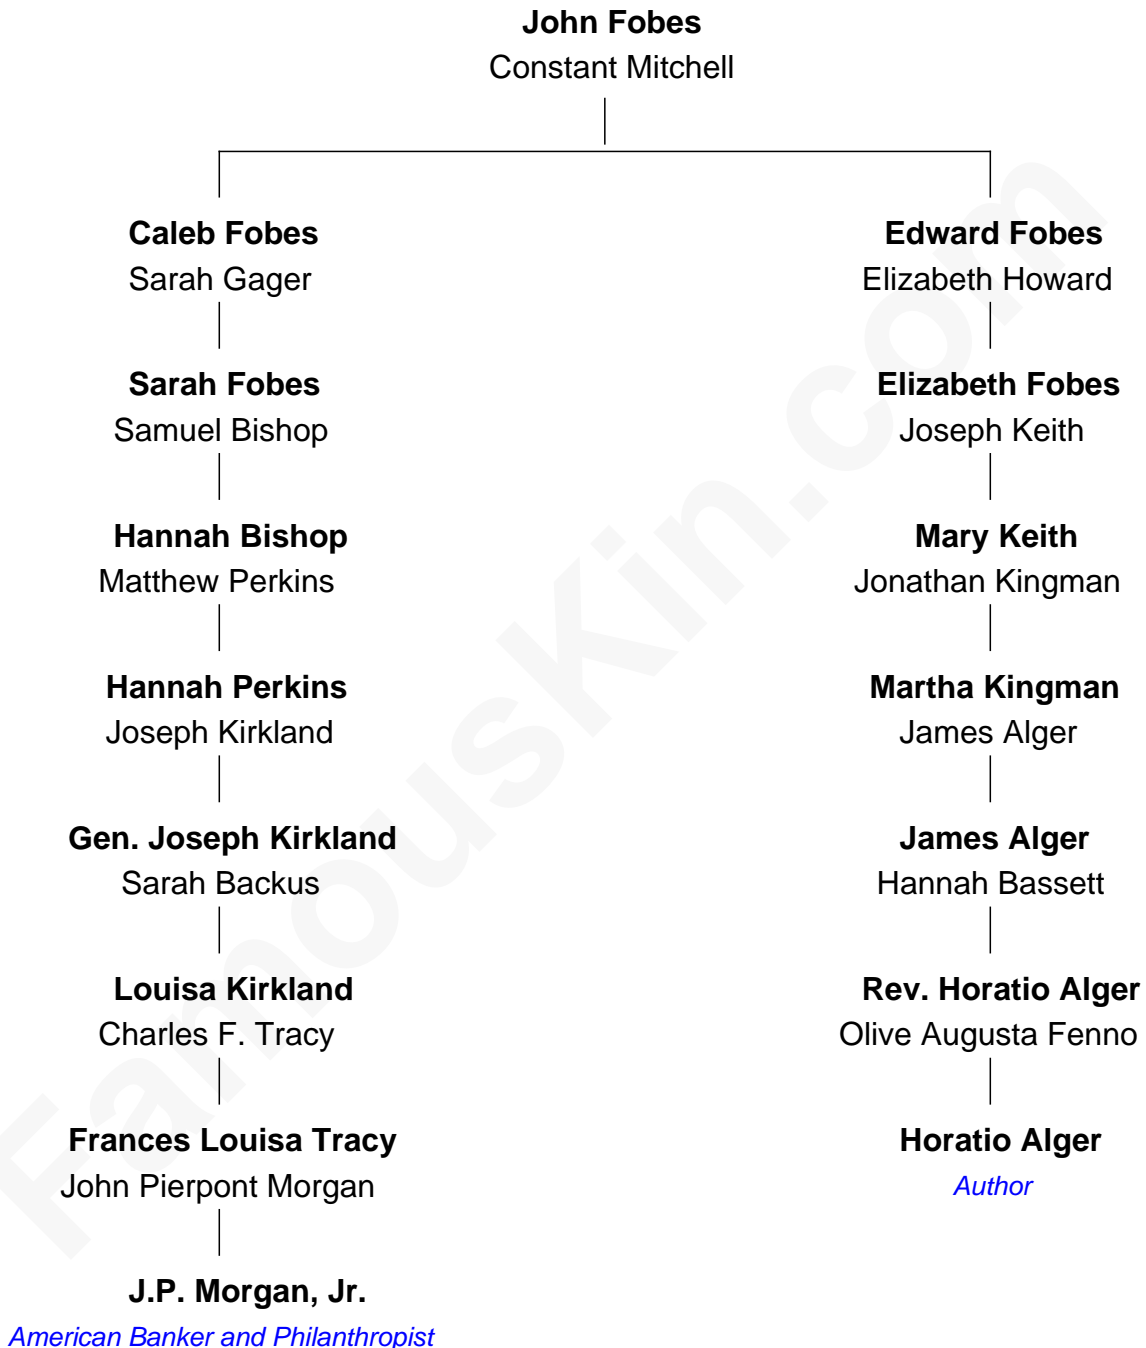 John Fobes
Constant Mitchell
Caleb Fobes
Sarah Gager
Edward Fobes
Elizabeth Howard
Sarah Fobes
Samuel Bishop
Elizabeth Fobes
Joseph Keith
Hannah Bishop
Matthew Perkins
Mary Keith
Jonathan Kingman
Hannah Perkins
Joseph Kirkland
Martha Kingman
James Alger
Gen. Joseph Kirkland
Sarah Backus
James Alger
Hannah Bassett
Louisa Kirkland
Charles F. Tracy
Rev. Horatio Alger
Olive Augusta Fenno
Frances Louisa Tracy
John Pierpont Morgan
Horatio Alger
Author
J.P. Morgan, Jr.
American Banker and Philanthropist
FamousKin.com